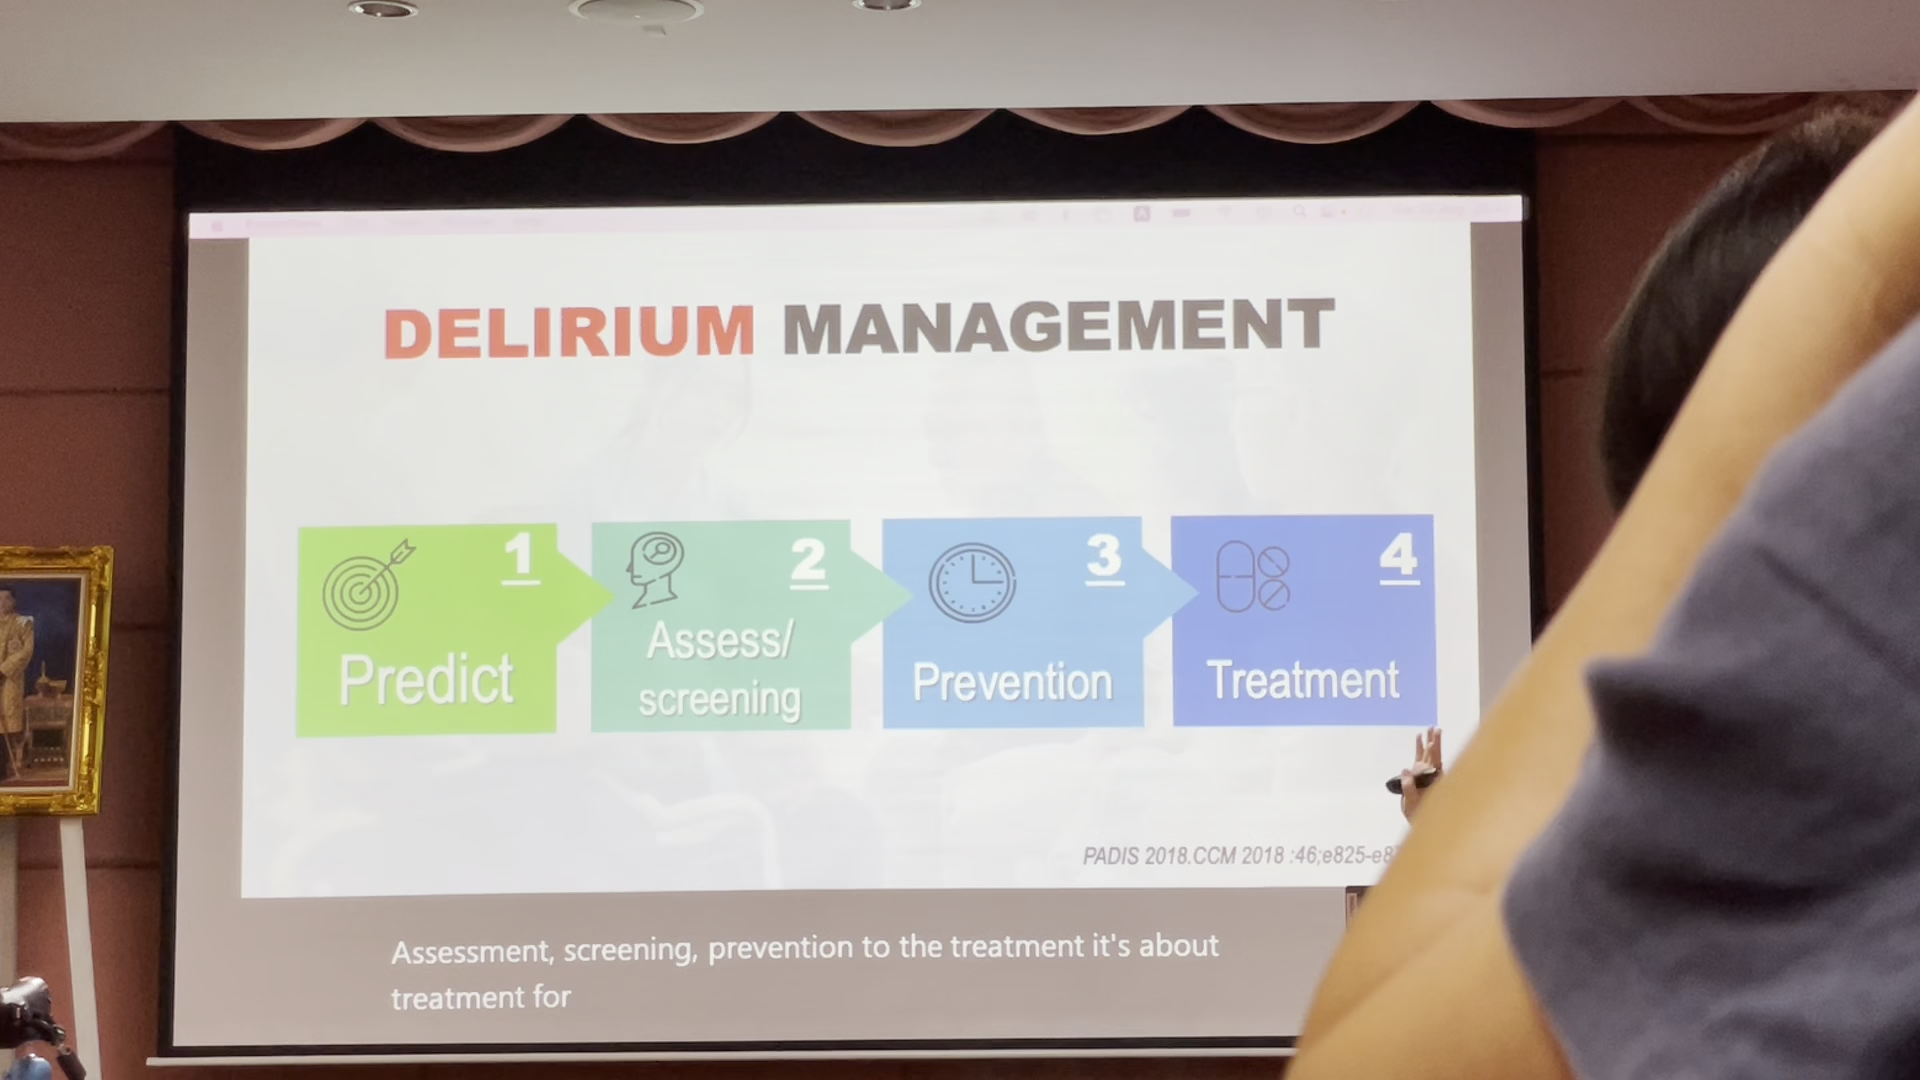 DELIRIUM MANAGEMENT
1
Predict
2
Assess/
screening
3
Prevention
4
Treatment
PADIS 2018.CCM 2018 :46;e825-e8
Assessment, screening, prevention to the treatment it's about
treatment for